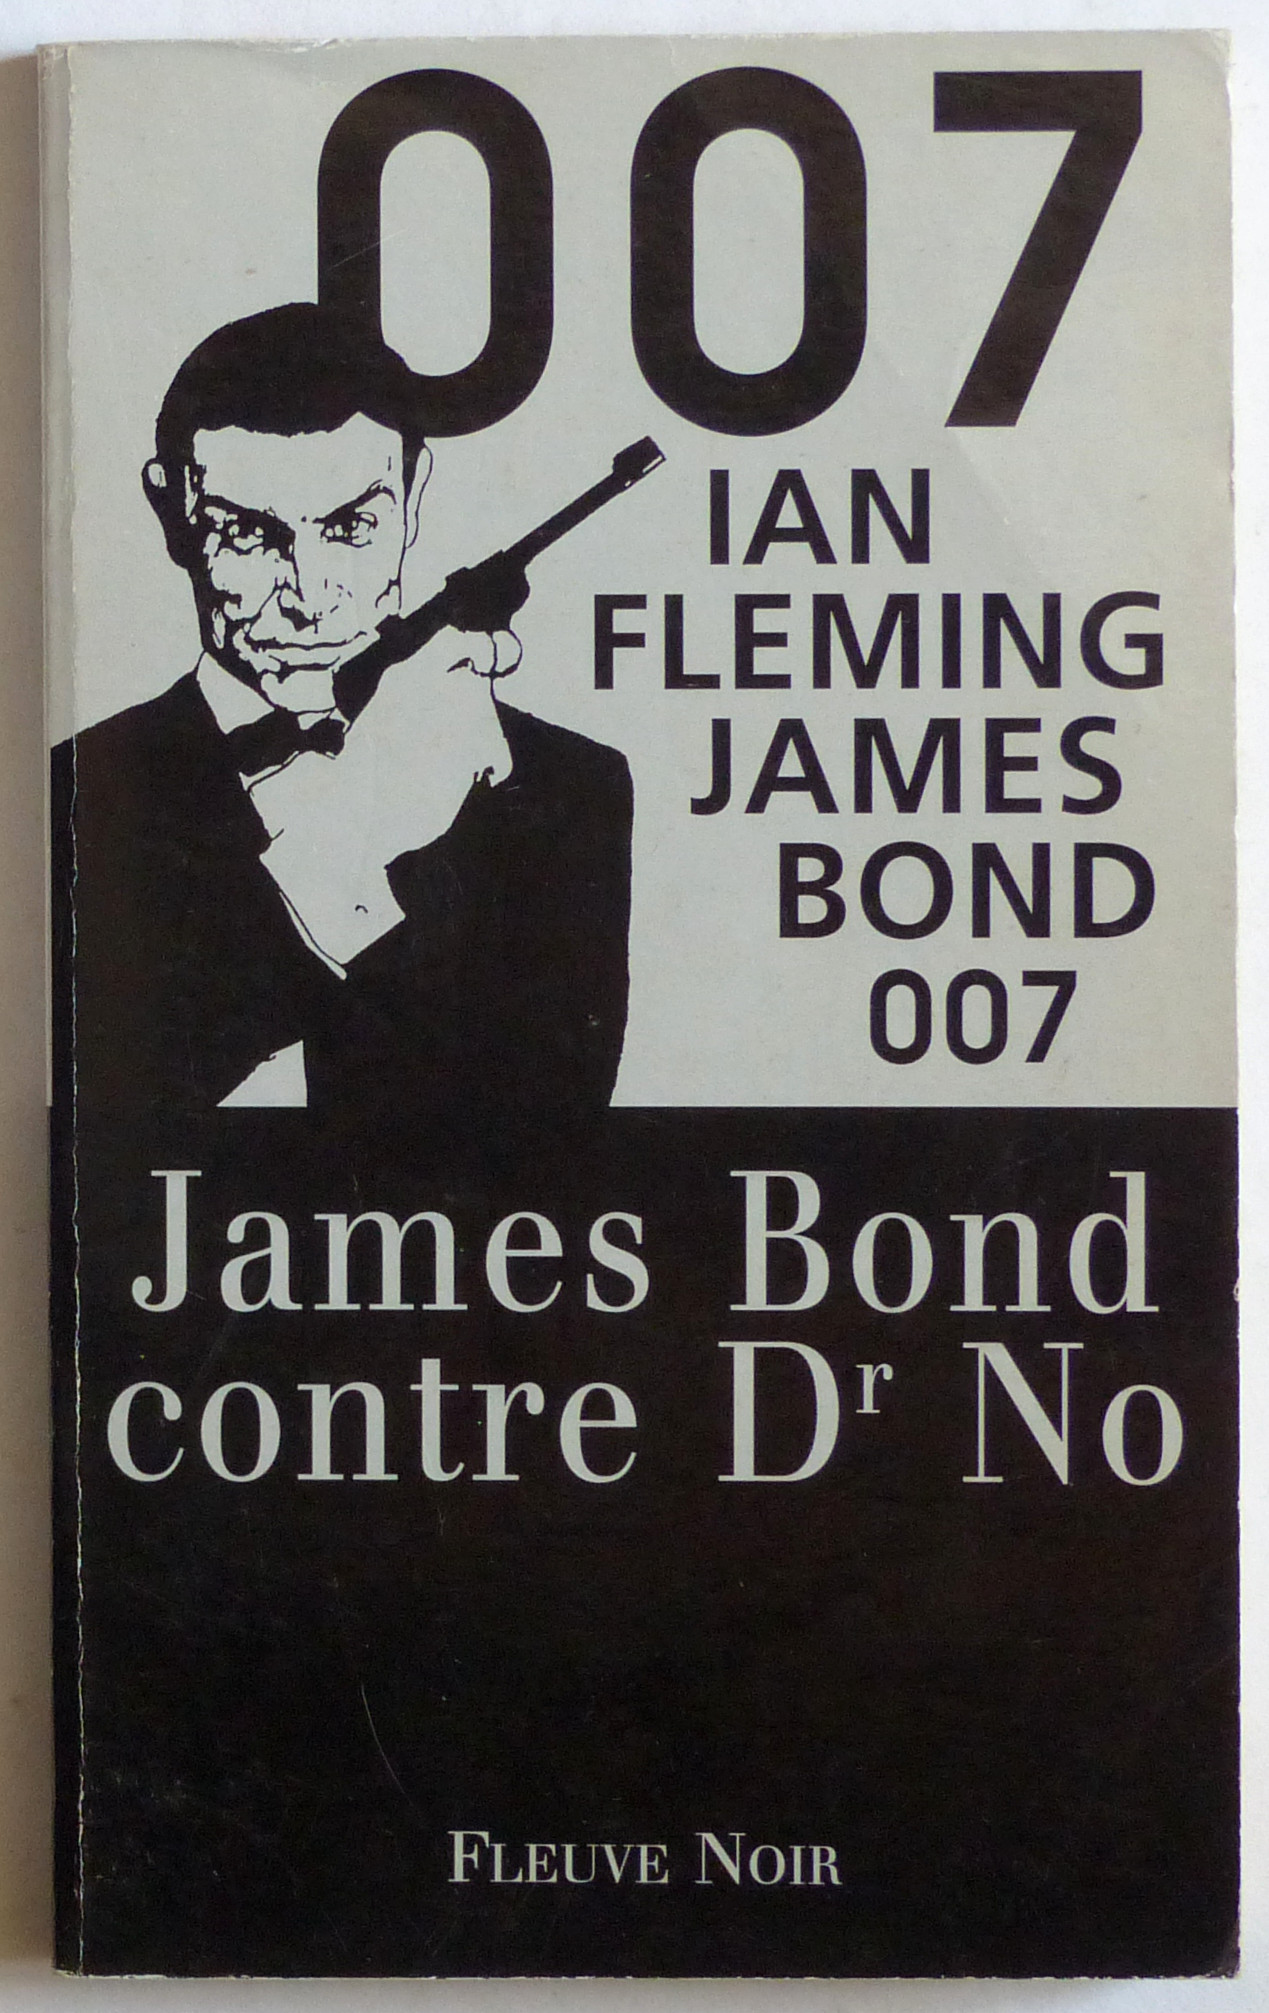 007
IAN
FLEMING
JAMES
BOND
007
James Bond
contre Dr No
FLEUVE NOIR